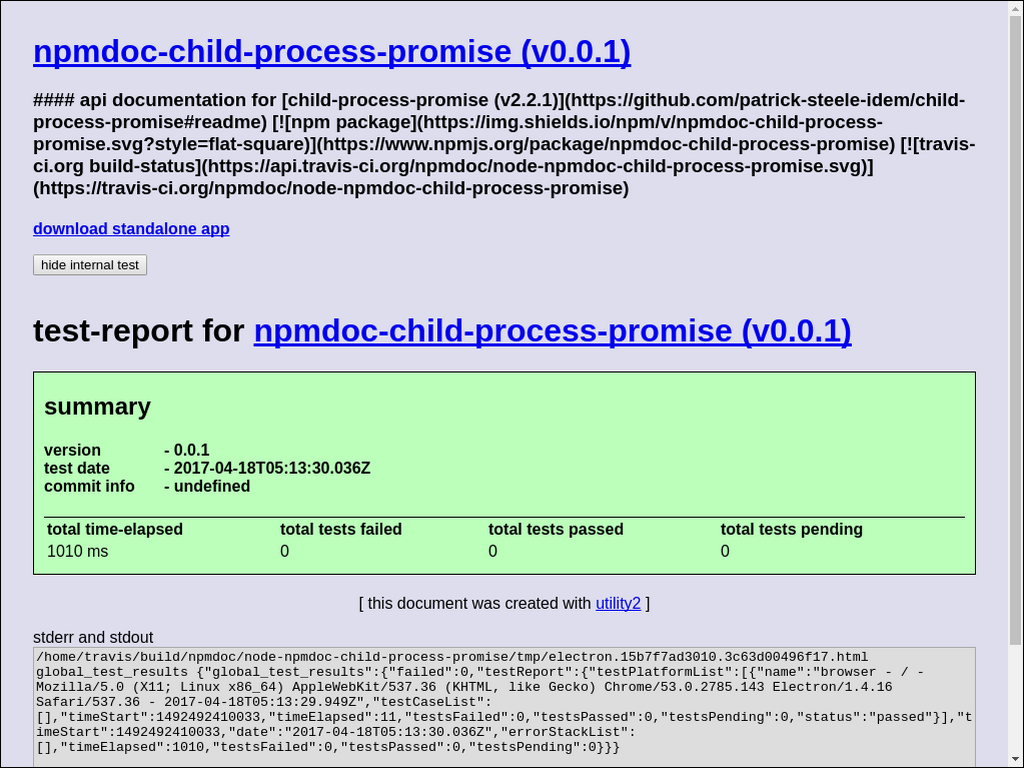 npmdoc-child-process-promise (v0.0.1)
#### api documentation for [child-process-promise (v2.2.1)](https://github.com/patrick-steele-idem/child-
process-promise#readme) [![npm package](https://img.shields.io/npm/v/npmdoc-child-process-
promise.svg?style=flat-square)](https://www.npmjs.org/package/npmdoc-child-process-promise) [![travis-
ci.org build-status](https://api.travis-ci.org/npmdoc/node-npmdoc-child-process-promise.svg)]
(https://travis-ci.org/npmdoc/node-npmdoc-child-process-promise)
download standalone app
hide internal test
test-report for npmdoc-child-process-promise (v0.0.1)
summary
version - 0.0.1
test date - 2017-04-18T05:13:30.036Z
commit info - undefined
total time-elapsed total tests failed total tests passed total tests pending
1010 ms 0 0 0
[ this document was created with utility2 ]
stderr and stdout
/home/travis/build/npmdoc/node-npmdoc-child-process-promise/tmp/electron.15b7f7ad3010.3c63d00496f17.html
global_test_results {"global_test_results":{"failed":0,"testReport":{"testPlatformList":[{"name":"browser - / -
Mozilla/5.0 (X11; Linux x86_64) AppleWebKit/537.36 (KHTML, like Gecko) Chrome/53.0.2785.143 Electron/1.4.16
Safari/537.36 - 2017-04-18T05:13:29.949Z","testCaseList":
[],"timeStart":1492492410033,"timeElapsed":11,"testsFailed":0,"testsPassed":0,"testsPending":0,"status":"passed"}],"t
imeStart":1492492410033,"date":"2017-04-18T05:13:30.036Z","errorStackList":
[],"timeElapsed":1010,"testsFailed":0,"testsPassed":0,"testsPending":0}}}